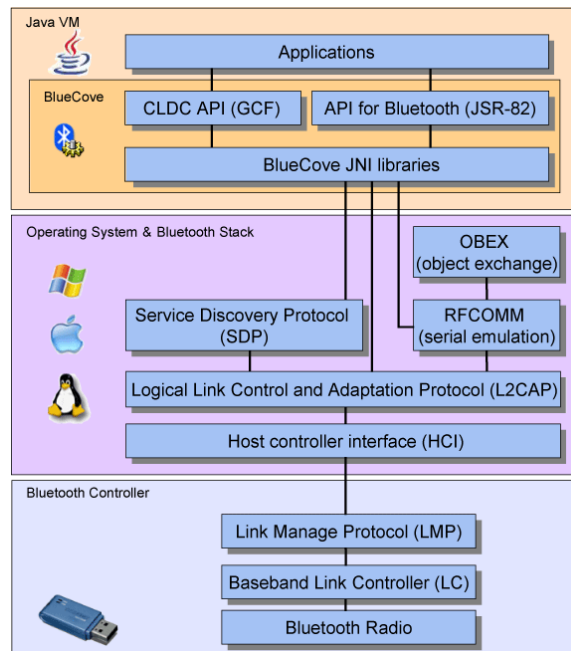 Java VM
Applications
BlueCove
CLDC API (GCF)
API for Bluetooth (JSR-82)
BlueCove JNI libraries
Operating System & Bluetooth Stack
OBEX
(object exchange)
Service Discovery Protocol
(SDP)
RFCOMM
(serial emulation)
Logical Link Control and Adaptation Protocol (L2CAP)
Host controller interface (HCI)
Bluetooth Controller
Link Manage Protocol (LMP)
Baseband Link Controller (LC)
Bluetooth Radio